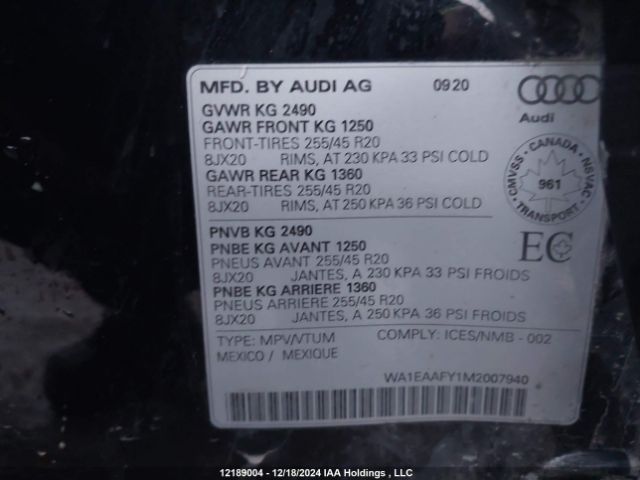 MFD. BY AUDI AG 09 20
Audi
GVWR KG 2490
GAWR FRONT KG 1250
FRONT-TIRES 255/45 R20
8JX20 RIMS, AT 230 KPA 33 PSI COLD
GAWR REAR KG 1360
REAR-TIRES 255/45 R20
8JX20 RIMS, AT 250 KPA 36 PSI COLD
CMVSS - CANADA - NSVAC
961
TRANSPORT
PNVB KG 2490
PNBE KG AVANT 1250
PNEUS AVANT 255/45 R20
8JX20 JANTES, A 230 KPA 33 PSI FROIDS
PNBE KG ARRIERE 1360
PNEUS ARRIERE 255/45 R20
8JX20 JANTES, A 250 KPA 36 PSI FROIDS
EC
TYPE: MPV/VTUM COMPLY: ICES/NMB - 002
MEXICO / MEXIQUE
WA1EAAFY1M2007940
12189004 - 12/18/2024 IAA Holdings , LLC